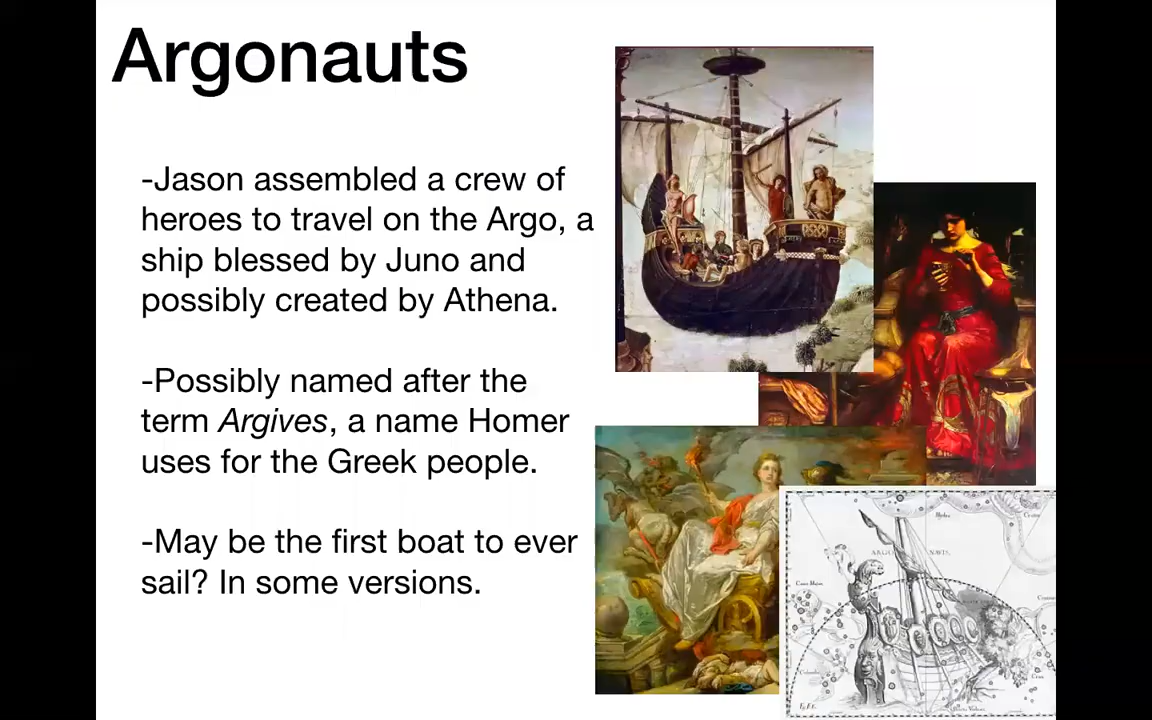 Argonauts
-Jason assembled a crew of
heroes to travel on the Argo, a
ship blessed by Juno and
possibly created by Athena.
-Possibly named after the
term Argives, a name Homer
uses for the Greek people.
-May be the first boat to ever
sail? In some versions.
ARGO NAVIS.